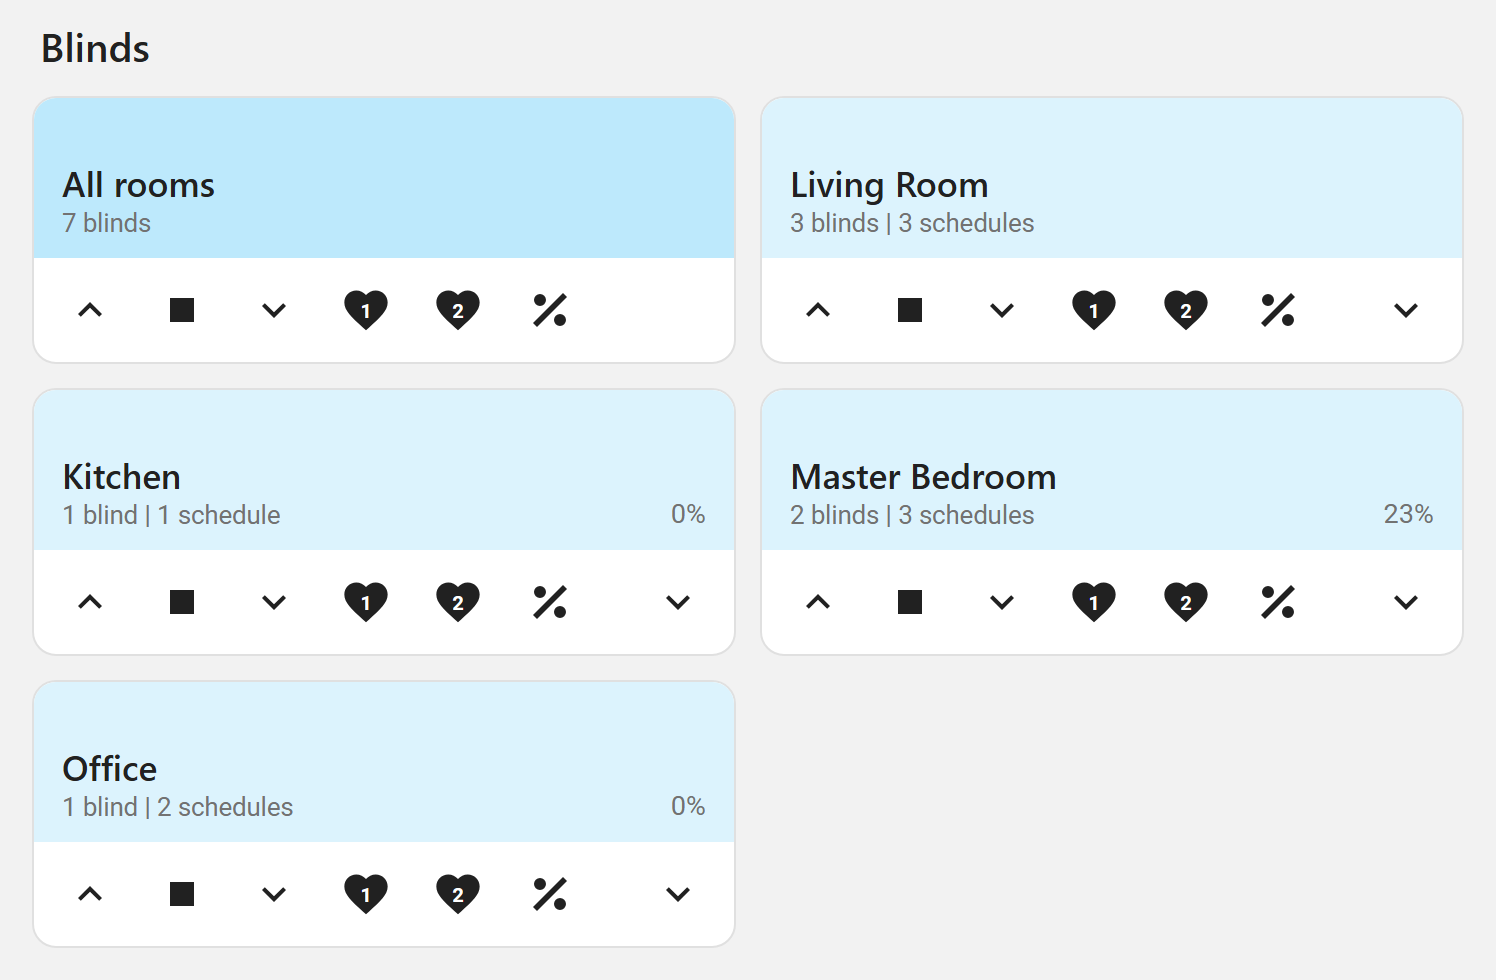 Blinds
All rooms
7 blinds
1 2
Living Room
3 blinds | 3 schedules
1 2
Kitchen
1 blind | 1 schedule 0%
1 2
Master Bedroom
2 blinds | 3 schedules 23%
1 2
Office
1 blind | 2 schedules 0%
1 2